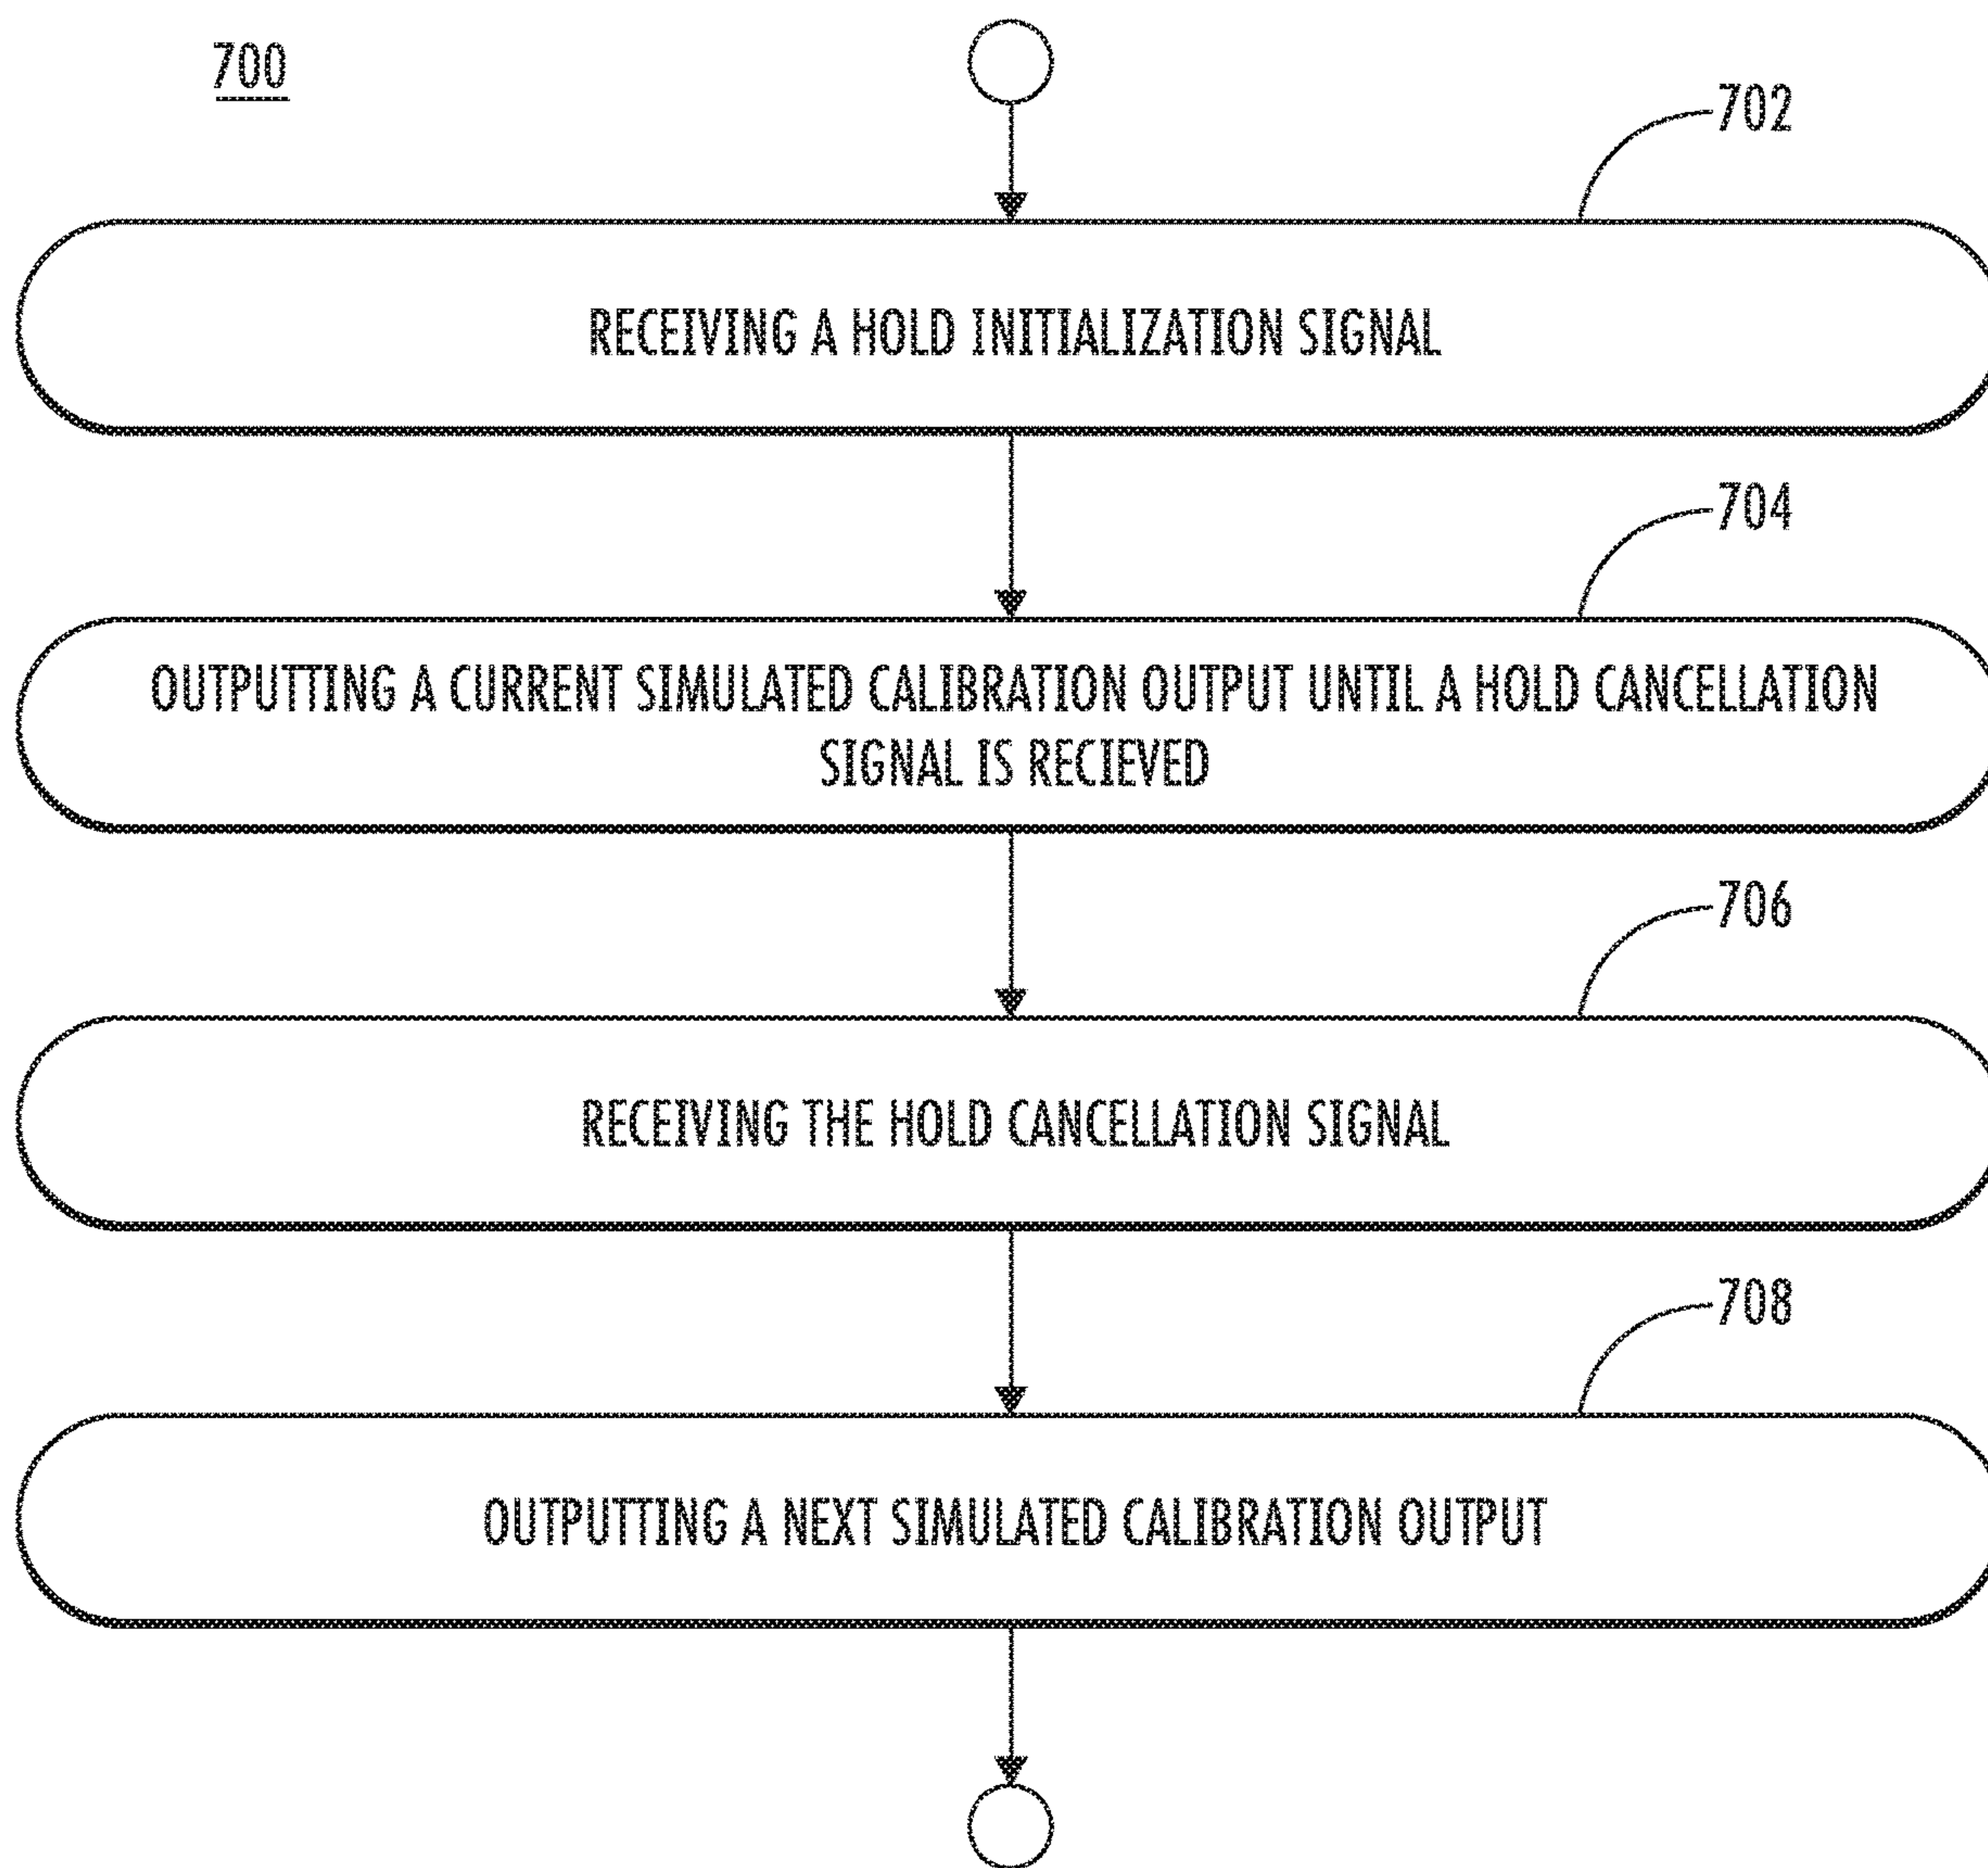 700
702
RECEIVING A HOLD INITIALIZATION SIGNAL
704
OUTPUTTING A CURRENT SIMULATED CALIBRATION OUTPUT UNTIL A HOLD CANCELLATION
SIGNAL IS RECIEVED
706
RECEIVING THE HOLD CANCELLATION SIGNAL
708
OUTPUTTING A NEXT SIMULATED CALIBRATION OUTPUT